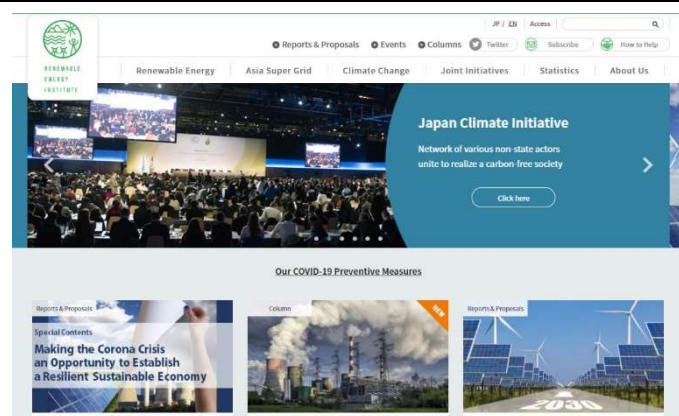 JP / EN
Access
Reports & Proposals
Events
Columns
Twitter
Subscribe
How to Help
RENEWABLE
ENERGY
INSTITUTE
Renewable Energy
Asia Super Grid
Climate Change
Joint Initiatives
Statistics
About Us
Japan Climate Initiative
Network of various non-state actors
unite to realize a carbon-free society
Click here
Our COVID-19 Preventive Measures
Reports & Proposals
Special Contents
Making the Corona Crisis
an Opportunity to Establish
a Resilient Sustainable Economy
Column
NEW
Reports & Proposals
2030